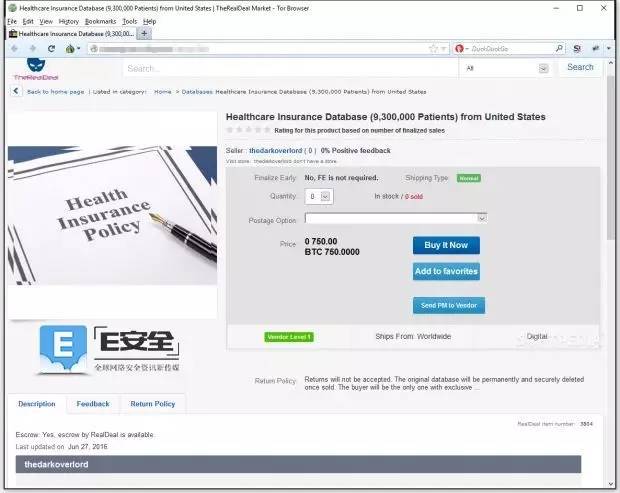 Healthcare Insurance Database (9,300,000 Patients) from United States | TheRealDeal Market - Tor Browser
File Edit View History Bookmarks Tools Help
Healthcare Insurance Database (9,300,00...
DuckDuckGo
TheRealDeal
Search...
All
Search
Back to home page | Listed in category: Home > Databases Healthcare Insurance Database (9,300,000 Patients) from United States
Healthcare Insurance Database (9,300,000 Patients) from United States
Rating for this product based on number of finalized sales
Seller: thedarkoverlord ( 0 ) 0% Positive feedback
Visit store: thedarkoverlord don't have a store.
Health
Insurance
Policy
Finalize Early: No, FE is not required. Shipping Type: Normal
Quantity: 0 In stock / 0 sold
Postage Option:
Price: 0 750.00
BTC 750.0000
Buy It Now
Add to favorites
Send PM to Vendor
Vendor Level 1 Ships From: Worldwide Digital
SOFTPEDIA
E E安全
全球网络安全资讯新传媒
Return Policy: Returns will not be accepted. The original database will be permanently and securely deleted
once sold. The buyer will be the only one with exclusive ...
Description Feedback Return Policy
RealDeal item number: 3804
Escrow: Yes, escrow by RealDeal is available.
Last updated on: Jun 27, 2016
thedarkoverlord